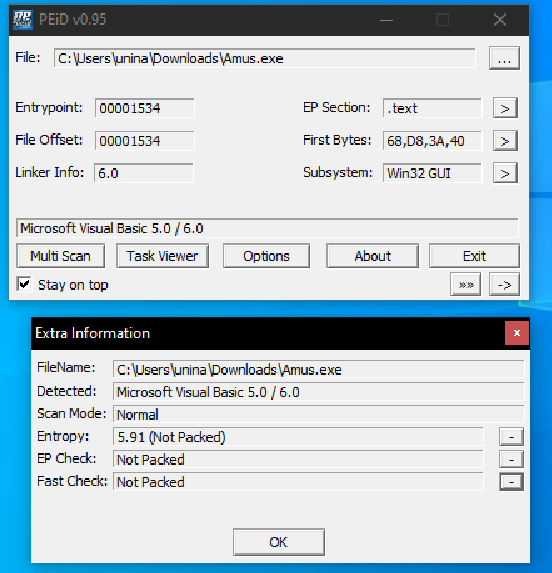 PEiD v0.95
File: C:\Users\unina\Downloads\Amus.exe ...
Entrypoint: 00001534 EP Section: .text >
File Offset: 00001534 First Bytes: 68,D8,3A,40 >
Linker Info: 6.0 Subsystem: Win32 GUI >
Microsoft Visual Basic 5.0 / 6.0
Multi Scan Task Viewer Options About Exit
Stay on top »» ->
Extra Information x
FileName: C:\Users\unina\Downloads\Amus.exe
Detected: Microsoft Visual Basic 5.0 / 6.0
Scan Mode: Normal
Entropy: 5.91 (Not Packed) -
EP Check: Not Packed -
Fast Check: Not Packed -
OK